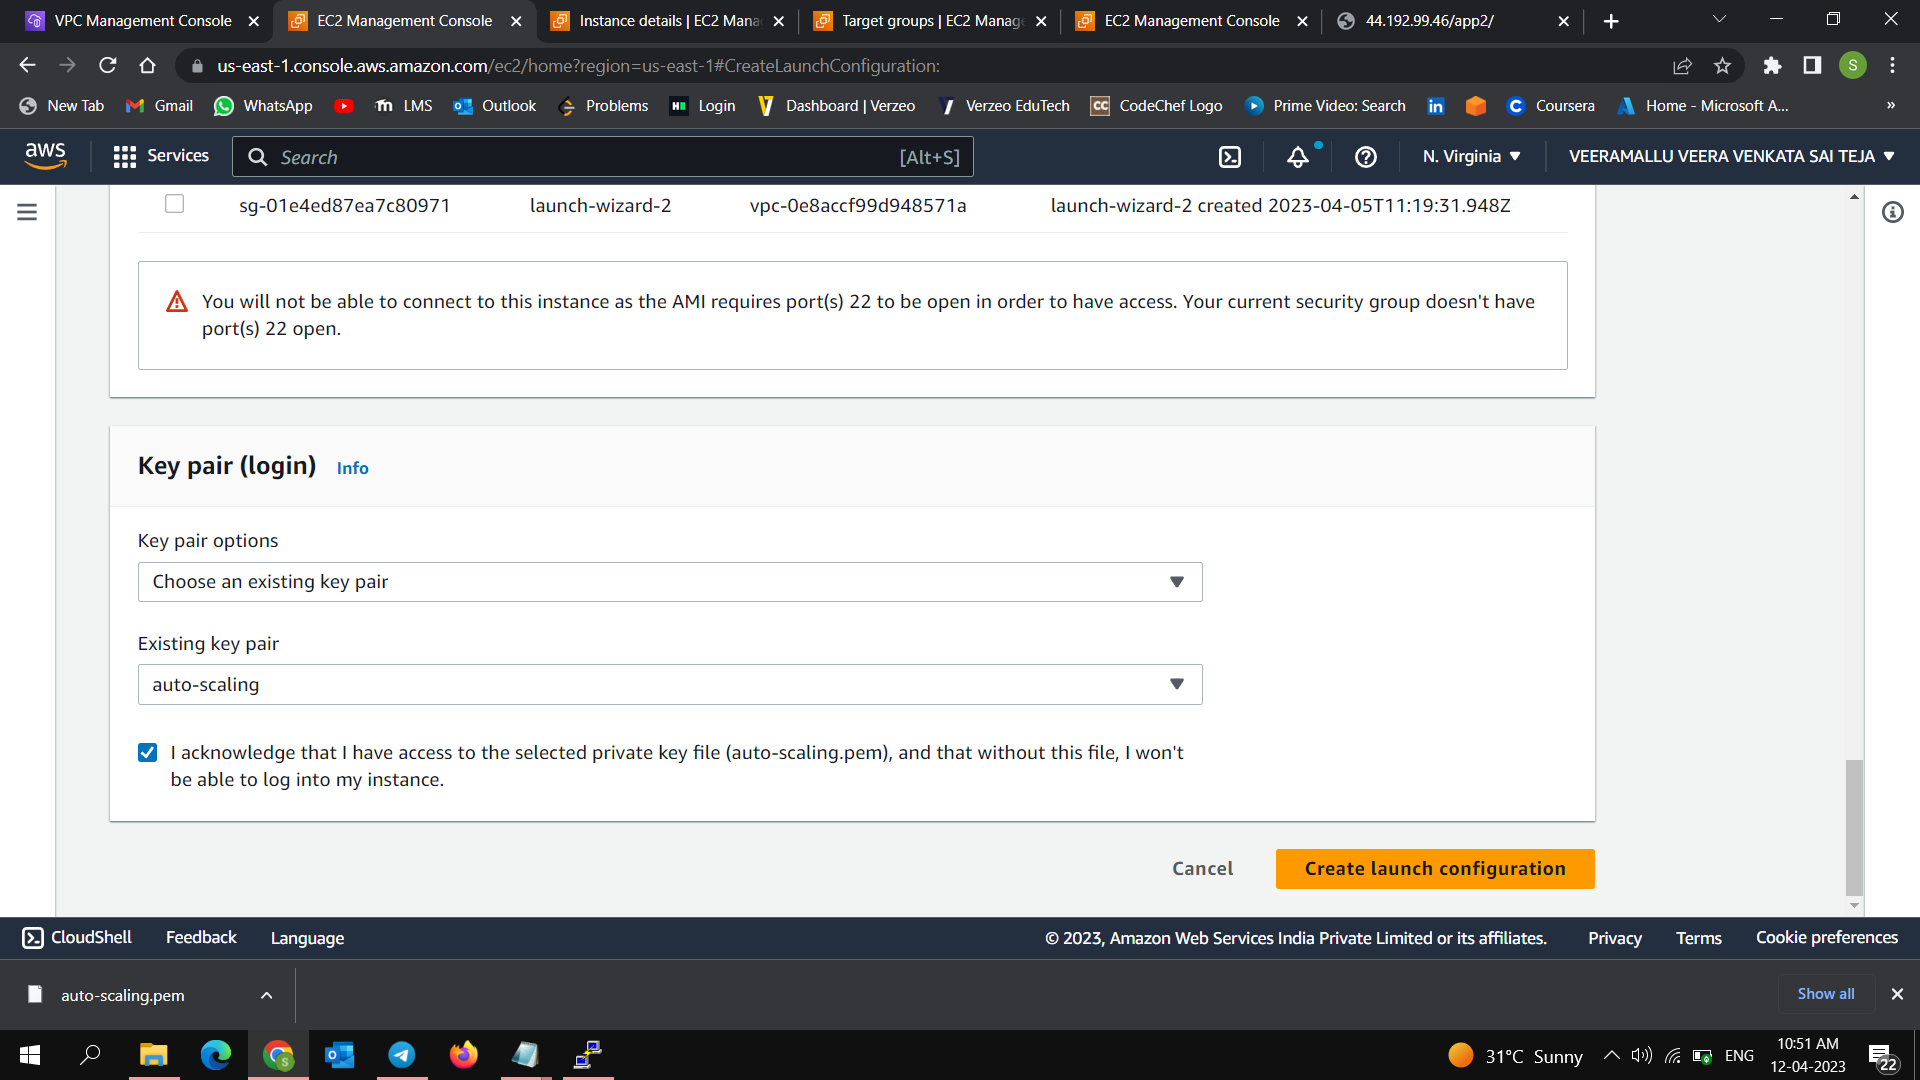 VPC Management Console
EC2 Management Console
Instance details | EC2 Mana
Target groups | EC2 Manage
EC2 Management Console
44.192.99.46/app2/
us-east-1.console.aws.amazon.com/ec2/home?region=us-east-1#CreateLaunchConfiguration:
S
New Tab
Gmail
WhatsApp
LMS
Outlook
Problems
Login
Dashboard | Verzeo
Verzeo EduTech
CodeChef Logo
Prime Video: Search
Coursera
Home - Microsoft A...
»
aws
Services
Search
[Alt+S]
N. Virginia
VEERAMALLU VEERA VENKATA SAI TEJA
sg-01e4ed87ea7c80971
launch-wizard-2
vpc-0e8accf99d948571a
launch-wizard-2 created 2023-04-05T11:19:31.948Z
You will not be able to connect to this instance as the AMI requires port(s) 22 to be open in order to have access. Your current security group doesn't have
port(s) 22 open.
Key pair (login)
Info
Key pair options
Choose an existing key pair
Existing key pair
auto-scaling
I acknowledge that I have access to the selected private key file (auto-scaling.pem), and that without this file, I won't
be able to log into my instance.
Cancel
Create launch configuration
CloudShell
Feedback
Language
© 2023, Amazon Web Services India Private Limited or its affiliates.
Privacy
Terms
Cookie preferences
auto-scaling.pem
Show all
31°C Sunny
ENG
10:51 AM
12-04-2023
22